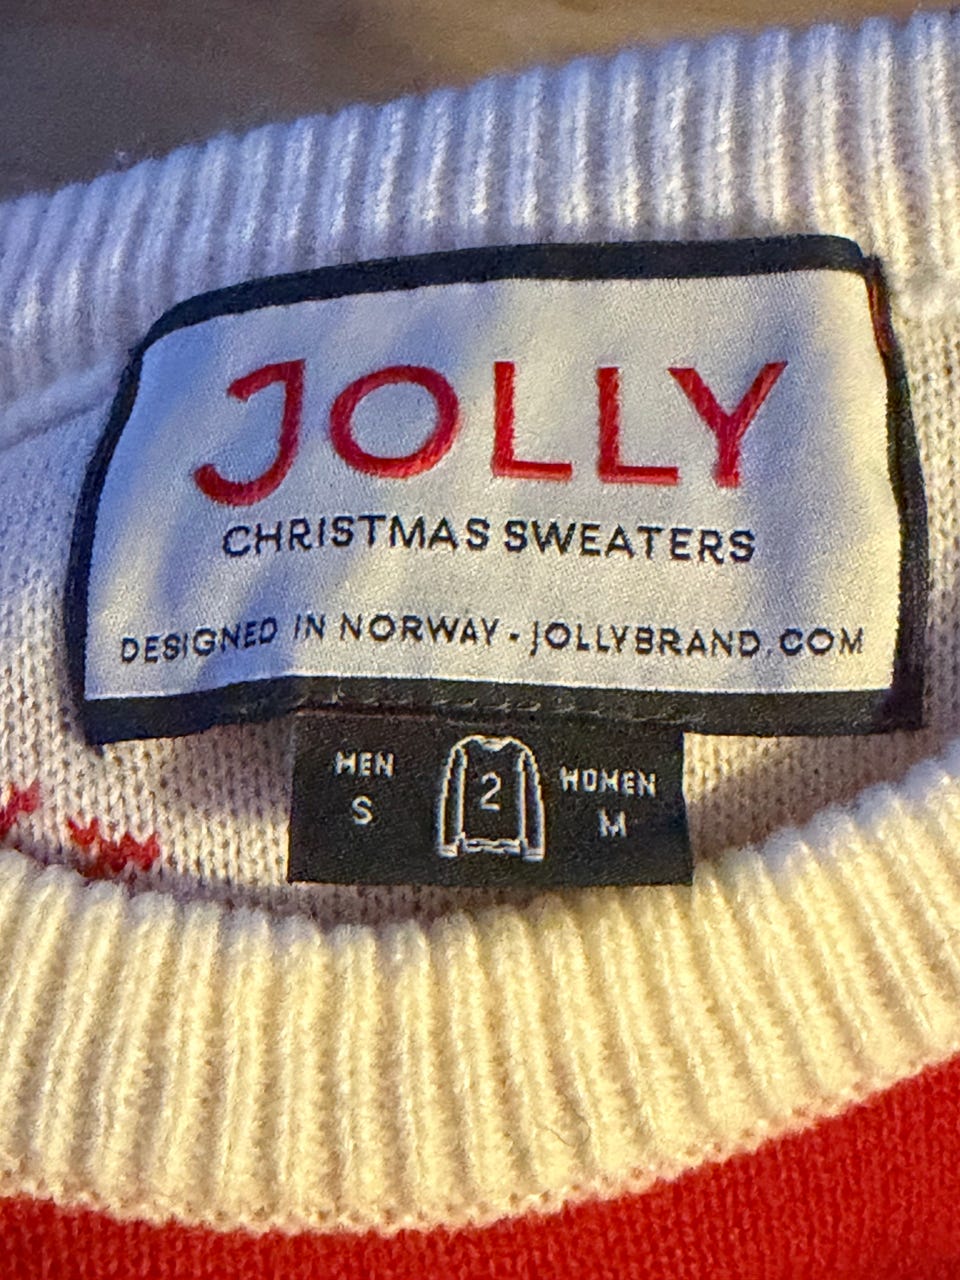 JOLLY
CHRISTMAS SWEATERS
DESIGNED IN NORWAY - JOLLYBRAND.COM
MEN
S
2
WOMEN
M